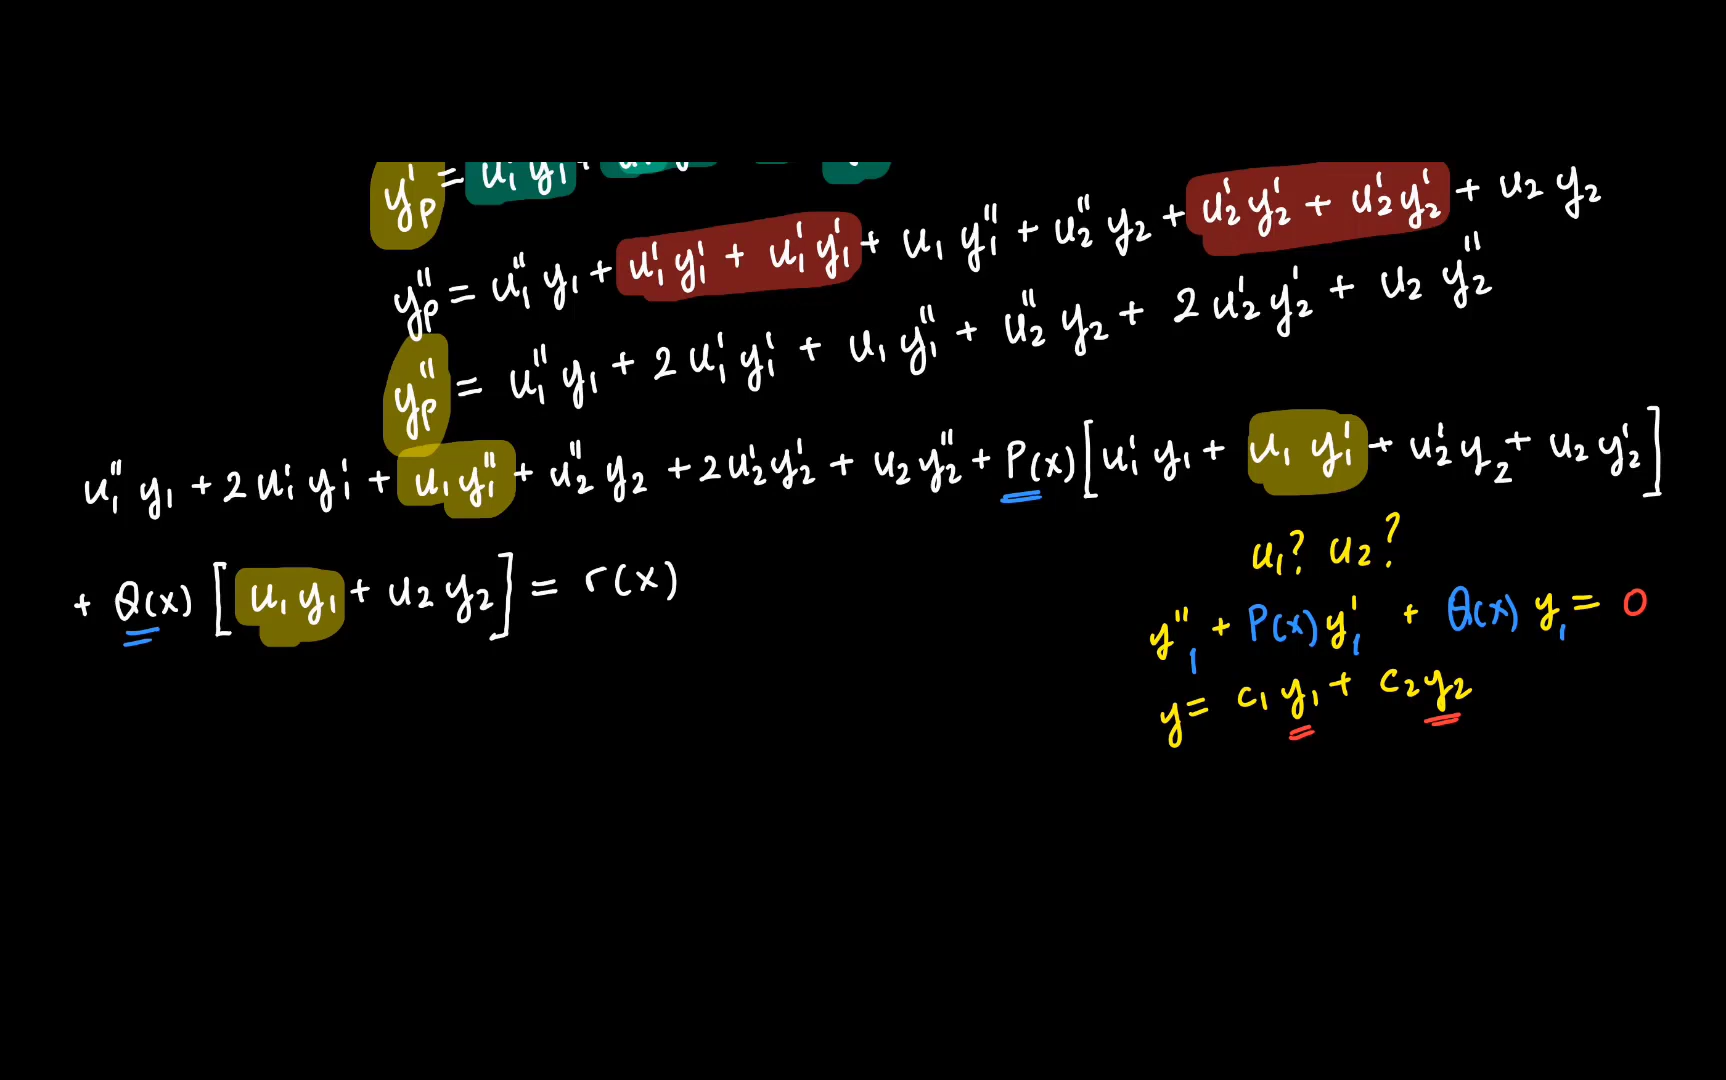 y'p = u'1 y1 +
y''p = u''1 y1 + u'1 y'1 + u'1 y'1 + u1 y''1 + u''2 y2 + u'2 y'2 + u'2 y'2 + u2 y''2
y''p = u''1 y1 + 2 u'1 y'1 + u1 y''1 + u''2 y2 + 2 u'2 y'2 + u2 y''2
u''1 y1 + 2 u'1 y'1 + u1 y''1 + u''2 y2 + 2 u'2 y'2 + u2 y''2 + P(x) [u'1 y1 + u1 y'1 + u'2 y2 + u2 y'2]
+ Q(x) [u1 y1 + u2 y2] = r(x)
u1? u2?
y''1 + P(x) y'1 + Q(x) y1 = 0
y = c1 y1 + c2 y2